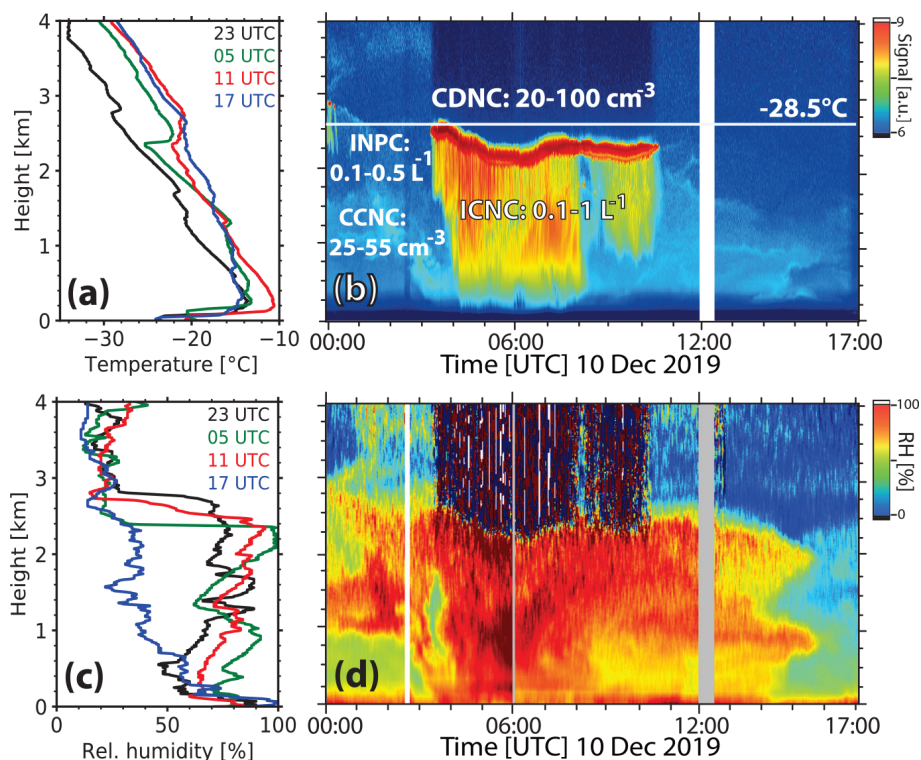 23 UTC
05 UTC
11 UTC
17 UTC
4
3
2
1
0
Height [km]
(a)
−30
−20
−10
Temperature [°C]
CDNC: 20-100 cm-3
-28.5°C
INPC:
0.1-0.5 L-1
ICNC: 0.1-1 L-1
CCNC:
25-55 cm-3
(b)
00:00
06:00
12:00
17:00
Time [UTC] 10 Dec 2019
9
Signal [a.u.]
-6
23 UTC
05 UTC
11 UTC
17 UTC
4
3
2
1
0
Height [km]
(c)
0
50
100
Rel. humidity [%]
(d)
00:00
06:00
12:00
17:00
Time [UTC] 10 Dec 2019
100
RH [%]
0